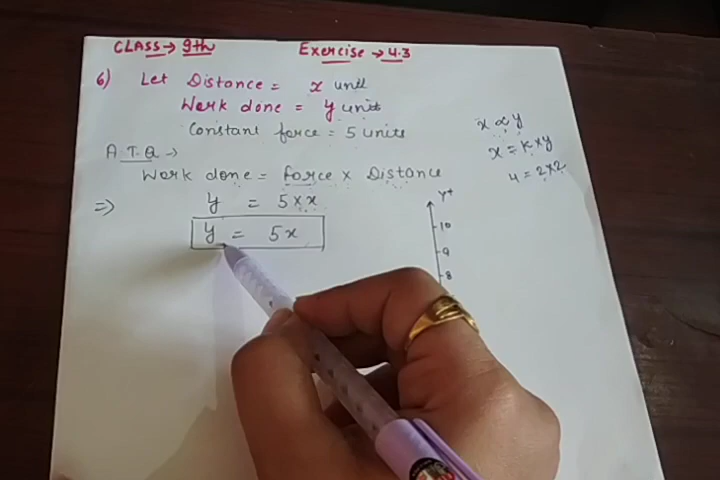 CLASS → 9th Exercise → 4.3
6) Let Distance = x unit
Work done = y units
Constant force = 5 units
A.T.Q →
Work done = force × Distance
⇒ y = 5 × x
y = 5x
x ∝ y
x = k × y
4 = 2 × 2
y+
10
9
8